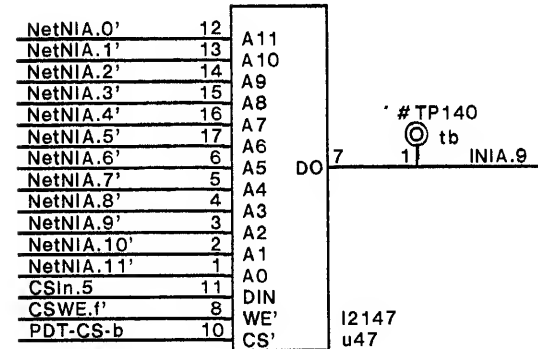 NetNIA.0' 12 A11
NetNIA.1' 13 A10
NetNIA.2' 14 A9
NetNIA.3' 15 A8
NetNIA.4' 16 A7
NetNIA.5' 17 A6
NetNIA.6' 6 A5 DO 7 1 INIA.9
NetNIA.7' 5 A4
NetNIA.8' 4 A3
NetNIA.9' 3 A2
NetNIA.10' 2 A1
NetNIA.11' 1 A0
CSIn.5 11 DIN
CSWE.f' 8 WE' I2147
PDT-CS-b 10 CS' u47
#TP140
tb